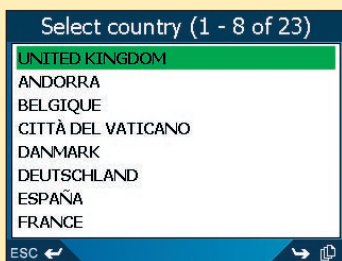 Select country (1 - 8 of 23)
UNITED KINGDOM
ANDORRA
BELGIQUE
CITTÀ DEL VATICANO
DANMARK
DEUTSCHLAND
ESPAÑA
FRANCE
ESC